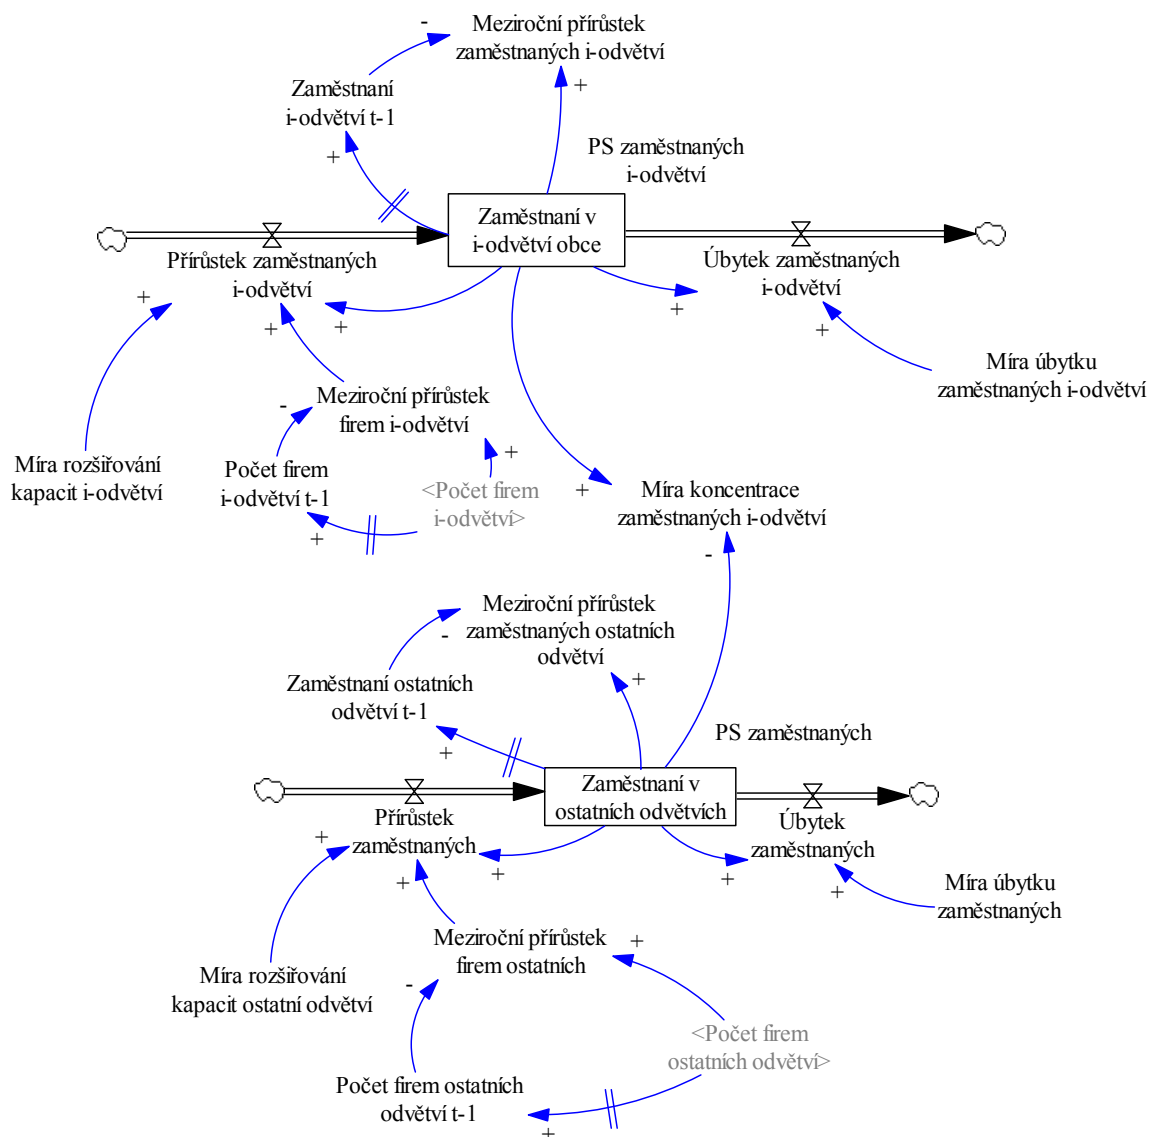 Meziroční přírůstek
zaměstnaných i-odvětví
-
+
Zaměstnaní
i-odvětví t-1
+
PS zaměstnaných
i-odvětví
Zaměstnaní v
i-odvětví obce
Přírůstek zaměstnaných
i-odvětví
+
+
+
Úbytek zaměstnaných
i-odvětví
+
+
Míra úbytku
zaměstnaných i-odvětví
Meziroční přírůstek
firem i-odvětví
-
+
Míra rozšiřování
kapacit i-odvětví
Počet firem
i-odvětví t-1
+
<Počet firem
i-odvětví>
+
Míra koncentrace
zaměstnaných i-odvětví
-
Meziroční přírůstek
zaměstnaných ostatních
odvětví
-
+
Zaměstnaní ostatních
odvětví t-1
+
PS zaměstnaných
Zaměstnaní v
ostatních odvětvích
Přírůstek
zaměstnaných
+
+
+
Úbytek
zaměstnaných
+
+
Míra úbytku
zaměstnaných
Meziroční přírůstek
firem ostatních
+
-
Míra rozšiřování
kapacit ostatní odvětví
<Počet firem
ostatních odvětví>
Počet firem ostatních
odvětví t-1
+